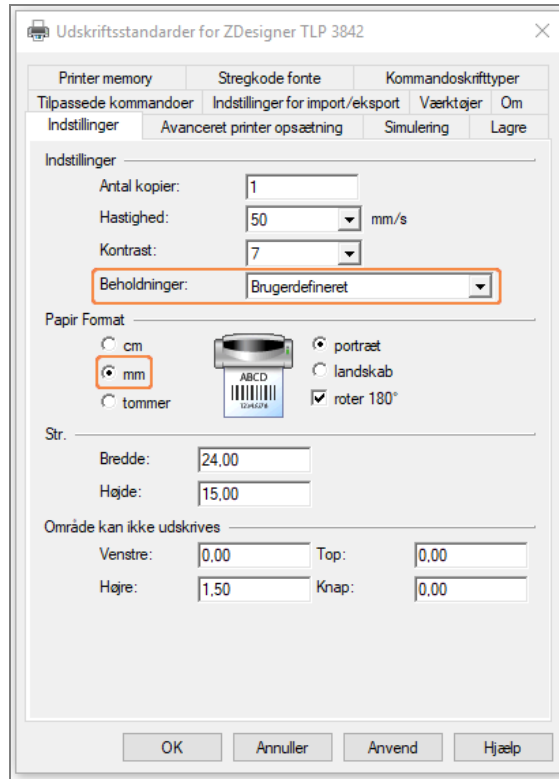 Udskriftsstandarder for ZDesigner TLP 3842
Printer memory Stregkode fonte Kommandoskrifttyper
Tilpassede kommandoer Indstillinger for import/eksport Værktøjer Om
Indstillinger Avanceret printer opsætning Simulering Lagre
Indstillinger
Antal kopier: 1
Hastighed: 50 mm/s
Kontrast: 7
Beholdninger: Brugerdefineret
Papir Format
cm portræt
mm landskab
tommer roter 180°
ABCD
12345678
Str.
Bredde: 24,00
Højde: 15,00
Område kan ikke udskrives
Venstre: 0,00 Top: 0,00
Højre: 1,50 Knap: 0,00
OK Annuller Anvend Hjælp